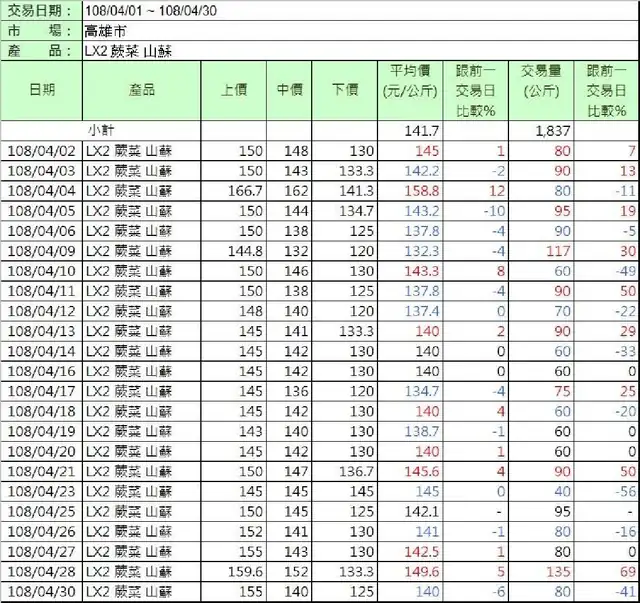 交易日期： 108/04/01 ~ 108/04/30
市 場： 高雄市
產 品： LX2 蕨菜 山蘇
日期 產品 上價 中價 下價 平均價 (元/公斤) 跟前一交易日比較% 交易量 (公斤) 跟前一交易日比較%
小計 141.7 1,837
108/04/02 LX2 蕨菜 山蘇 150 148 130 145 1 80 7
108/04/03 LX2 蕨菜 山蘇 150 143 133.3 142.2 -2 90 13
108/04/04 LX2 蕨菜 山蘇 166.7 162 141.3 158.8 12 80 -11
108/04/05 LX2 蕨菜 山蘇 150 144 134.7 143.2 -10 95 19
108/04/06 LX2 蕨菜 山蘇 150 138 125 137.8 -4 90 -5
108/04/09 LX2 蕨菜 山蘇 144.8 132 120 132.3 -4 117 30
108/04/10 LX2 蕨菜 山蘇 150 146 130 143.3 8 60 -49
108/04/11 LX2 蕨菜 山蘇 150 138 125 137.8 -4 90 50
108/04/12 LX2 蕨菜 山蘇 148 140 120 137.4 0 70 -22
108/04/13 LX2 蕨菜 山蘇 145 141 133.3 140 2 90 29
108/04/14 LX2 蕨菜 山蘇 145 142 130 140 0 60 -33
108/04/16 LX2 蕨菜 山蘇 145 142 130 140 0 60 0
108/04/17 LX2 蕨菜 山蘇 145 136 120 134.7 -4 75 25
108/04/18 LX2 蕨菜 山蘇 145 142 130 140 4 60 -20
108/04/19 LX2 蕨菜 山蘇 143 140 130 138.7 -1 60 0
108/04/20 LX2 蕨菜 山蘇 145 142 130 140 1 60 0
108/04/21 LX2 蕨菜 山蘇 150 147 136.7 145.6 4 90 50
108/04/23 LX2 蕨菜 山蘇 145 145 145 145 0 40 -56
108/04/25 LX2 蕨菜 山蘇 150 145 125 142.1 - 95 -
108/04/26 LX2 蕨菜 山蘇 152 141 130 141 -1 80 -16
108/04/27 LX2 蕨菜 山蘇 155 143 130 142.5 1 80 0
108/04/28 LX2 蕨菜 山蘇 159.6 152 133.3 149.6 5 135 69
108/04/30 LX2 蕨菜 山蘇 155 140 125 140 -6 80 -41